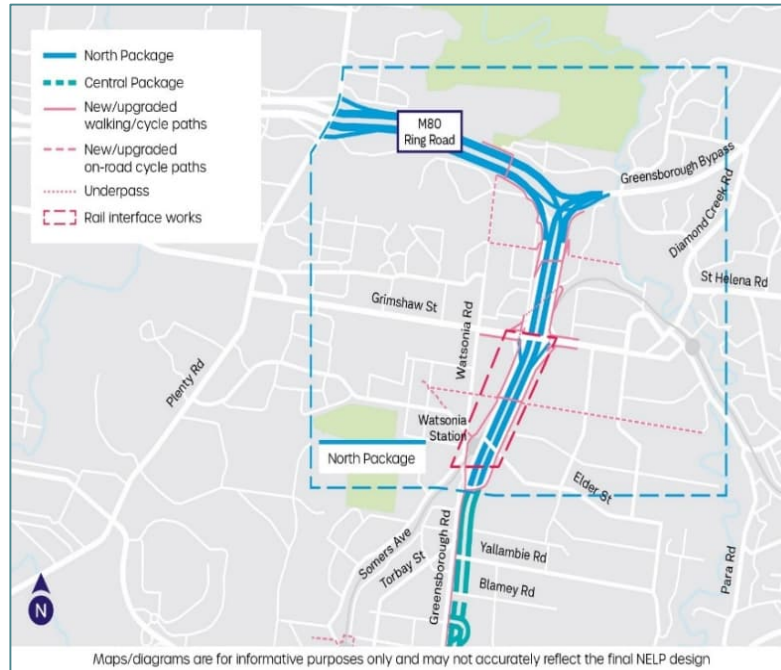 North Package
Central Package
New/upgraded
walking/cycle paths
New/upgraded
on-road cycle paths
Underpass
Rail interface works
M80
Ring Road
Greensborough Bypass
Diamond Creek Rd
St Helena Rd
Grimshaw St
Watsonia Rd
Plenty Rd
Watsonia
Station
North Package
Elder St
Somers Ave
Torbay St
Greensborough Rd
Yallambie Rd
Blamey Rd
Para Rd
N
Maps/diagrams are for informative purposes only and may not accurately reflect the final NELP design